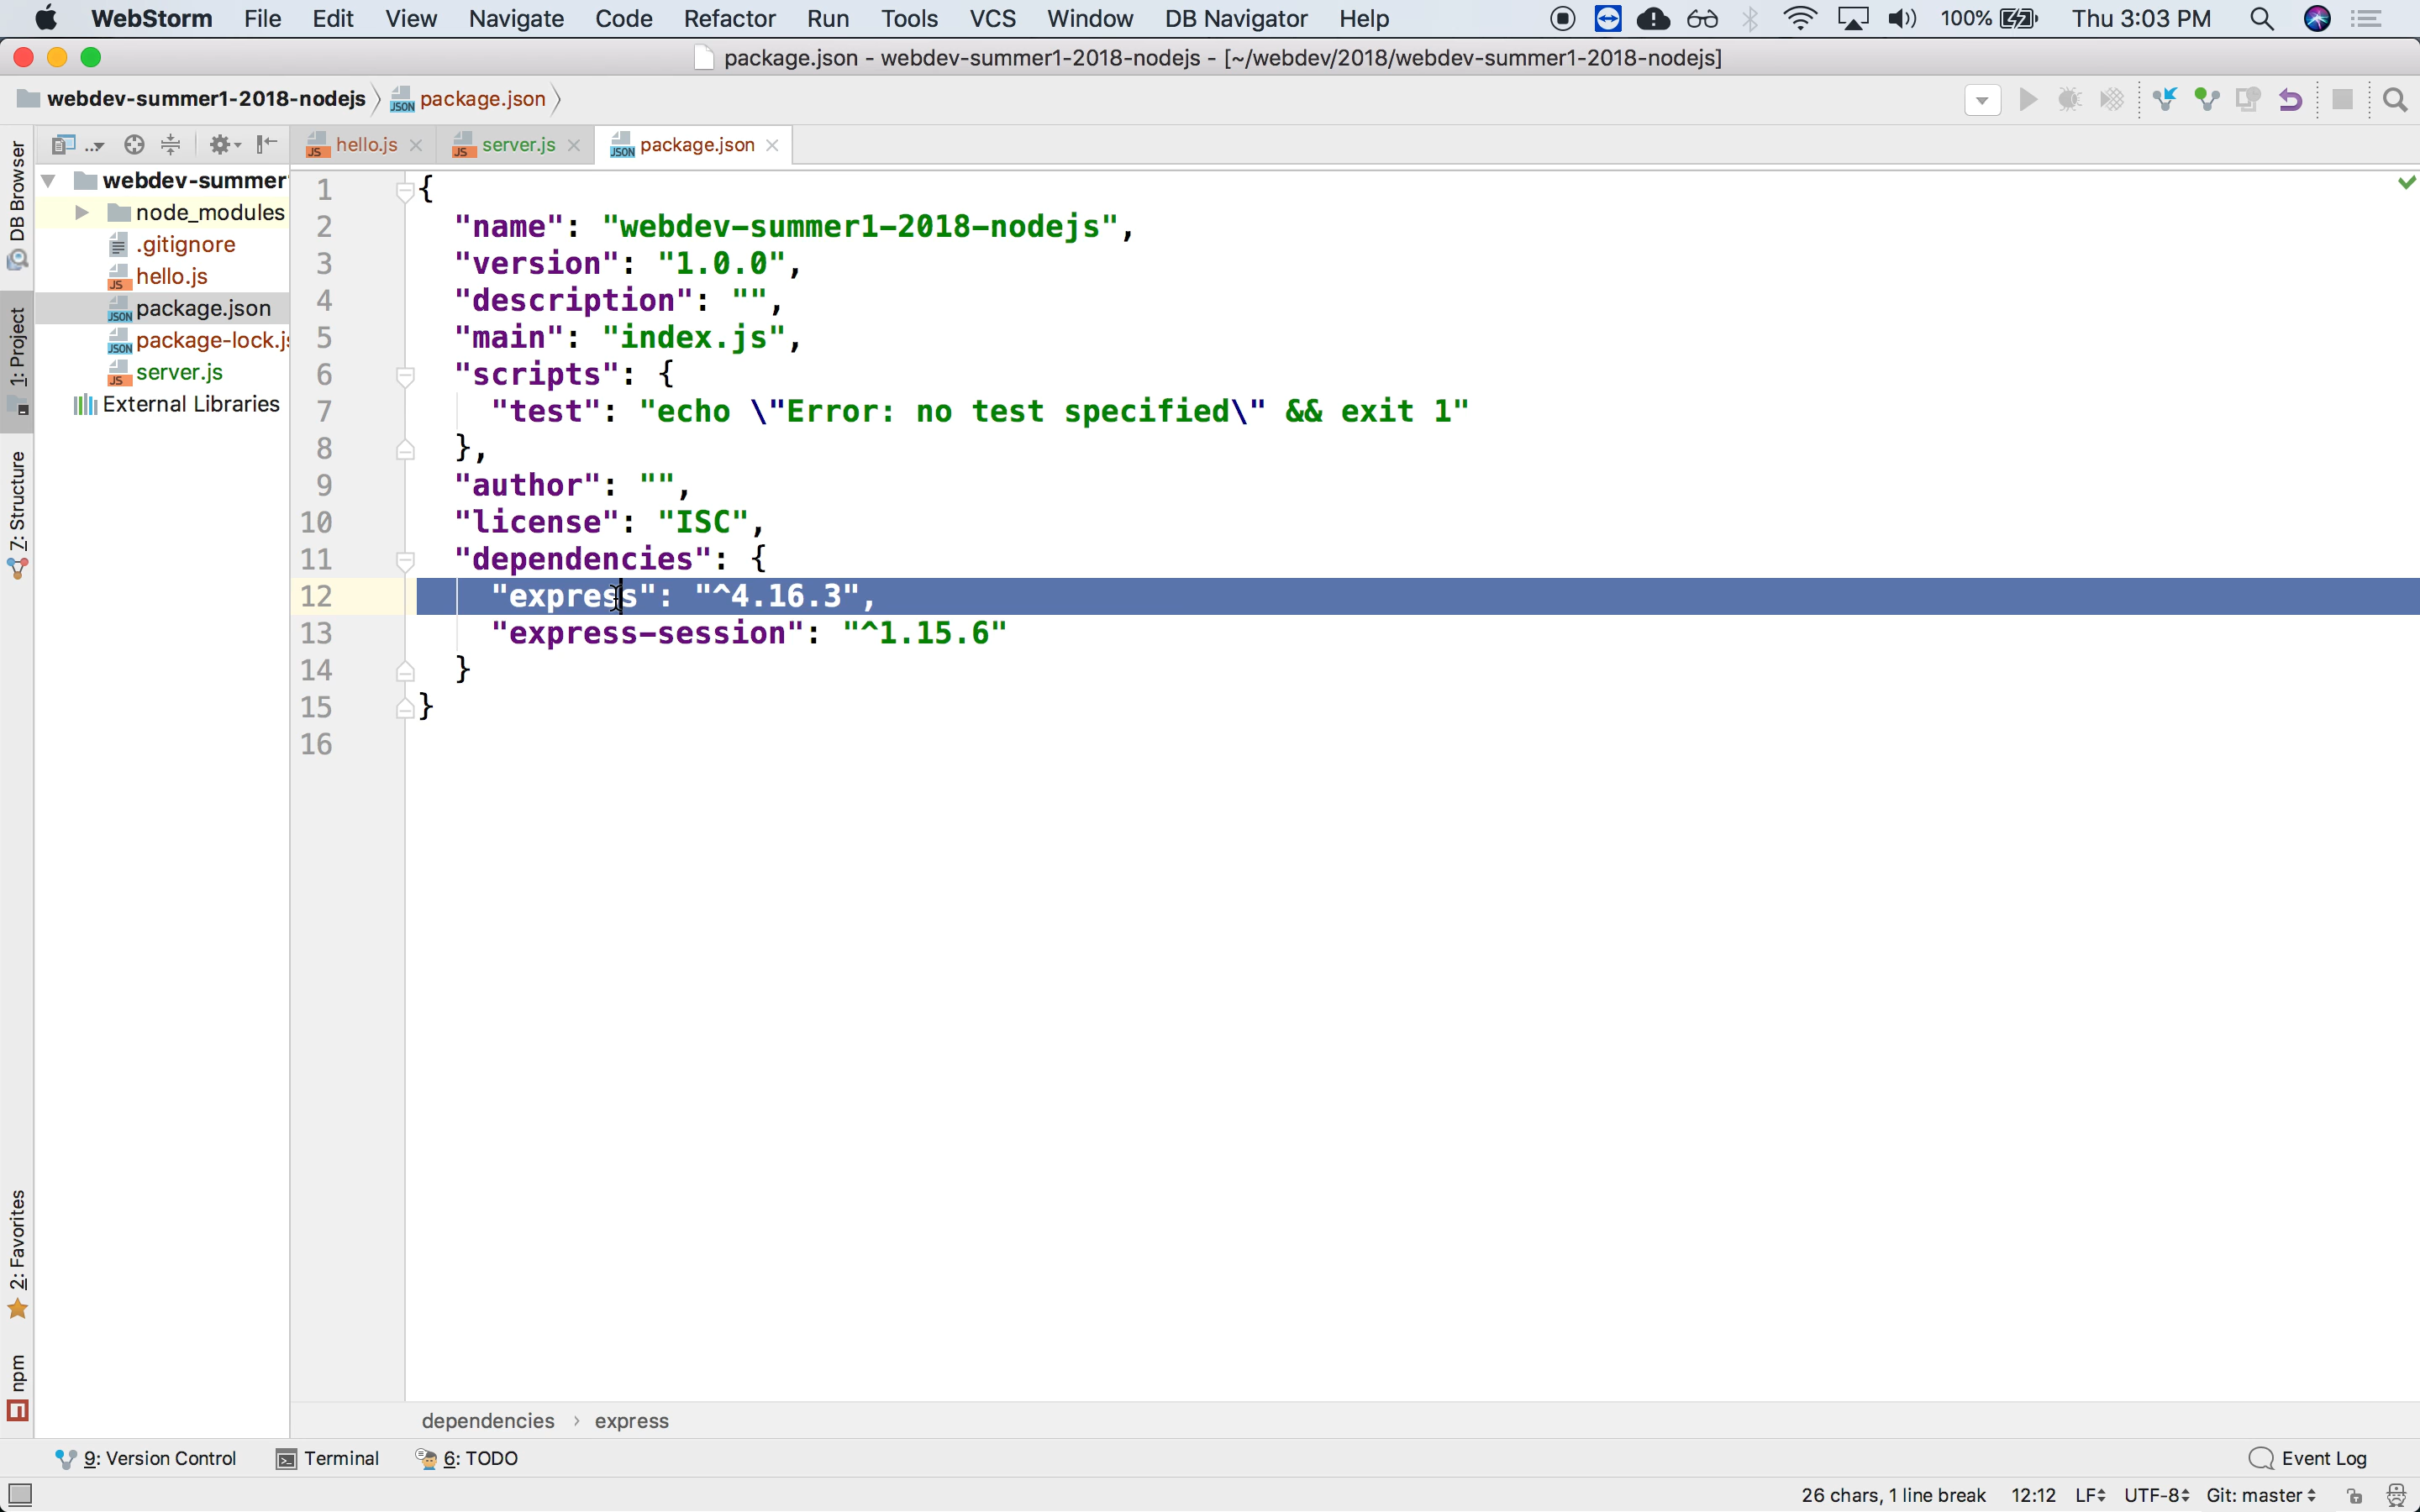 WebStorm File Edit View Navigate Code Refactor Run Tools VCS Window DB Navigator Help 100% Thu 3:03 PM
package.json - webdev-summer1-2018-nodejs - [~/webdev/2018/webdev-summer1-2018-nodejs]
webdev-summer1-2018-nodejs package.json
hello.js server.js package.json
DB Browser
1: Project
7: Structure
2: Favorites
npm
webdev-summer
node_modules
.gitignore
JS hello.js
JSON package.json
JSON package-lock.js
JS server.js
External Libraries
1 {
2 "name": "webdev-summer1-2018-nodejs",
3 "version": "1.0.0",
4 "description": "",
5 "main": "index.js",
6 "scripts": {
7 "test": "echo \"Error: no test specified\" && exit 1"
8 },
9 "author": "",
10 "license": "ISC",
11 "dependencies": {
12 "express": "^4.16.3",
13 "express-session": "^1.15.6"
14 }
15 }
16
dependencies › express
9: Version Control Terminal 6: TODO Event Log
26 chars, 1 line break 12:12 LF UTF-8 Git: master